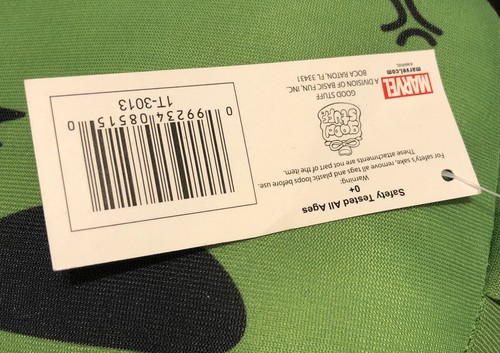 Safety Tested All Ages
0+
Warning:
For safety's sake, remove all tags and plastic loops before use.
These attachments are not part of the item.
GOOD
STUFF
GOOD STUFF
A DIVISION OF BASIC FUN, INC.
BOCA RATON, FL 33431
MARVEL
marvel.com
© MARVEL
0 99234 08515 0
1T-3013